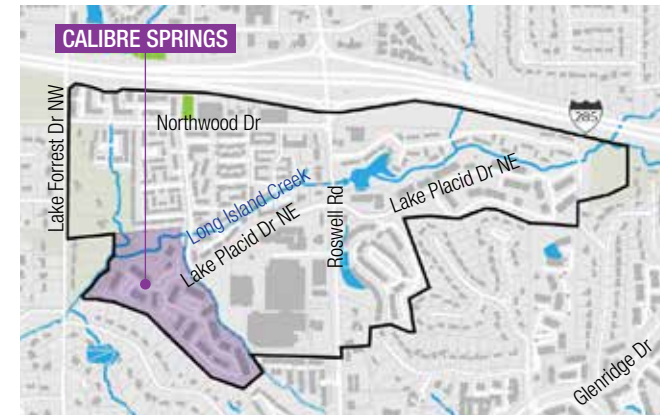 CALIBRE SPRINGS
Lake Forrest Dr NW
Northwood Dr
285
Long Island Creek
Lake Placid Dr NE
Lake Placid Dr NE
Roswell Rd
Glenridge Dr